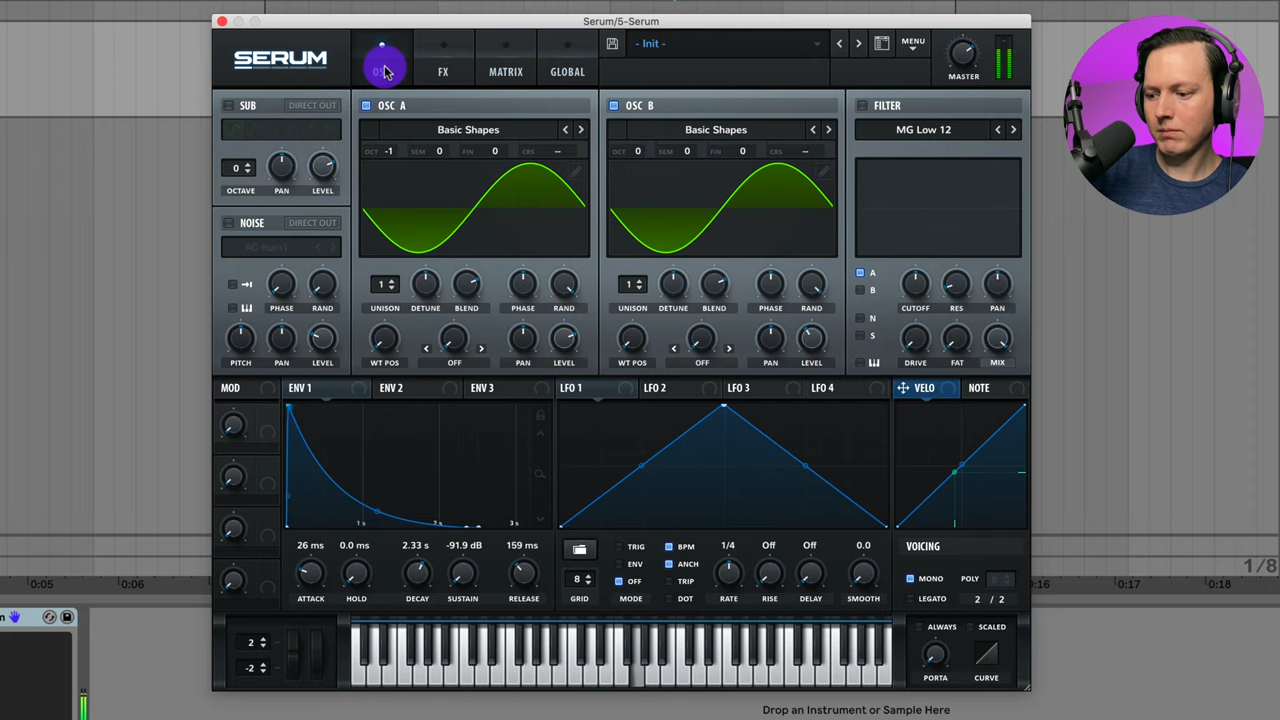 Serum/5-Serum
SERUM
OSC
FX
MATRIX
GLOBAL
- Init -
MENU
MASTER
SUB
DIRECT OUT
0
OCTAVE
PAN
LEVEL
NOISE
DIRECT OUT
AC hum1
PHASE
RAND
PITCH
PAN
LEVEL
OSC A
Basic Shapes
OCT -1
SEM 0
FIN 0
CRS --
1
UNISON
DETUNE
BLEND
PHASE
RAND
WT POS
OFF
PAN
LEVEL
OSC B
Basic Shapes
OCT 0
SEM 0
FIN 0
CRS --
1
UNISON
DETUNE
BLEND
PHASE
RAND
WT POS
OFF
PAN
LEVEL
FILTER
MG Low 12
A
B
N
S
CUTOFF
RES
PAN
DRIVE
FAT
MIX
MOD
ENV 1
ENV 2
ENV 3
LFO 1
LFO 2
LFO 3
LFO 4
VELO
NOTE
1 s
2 s
3 s
26 ms
0.0 ms
2.33 s
-91.9 dB
159 ms
ATTACK
HOLD
DECAY
SUSTAIN
RELEASE
8
GRID
TRIG
ENV
OFF
MODE
BPM
ANCH
TRIP
DOT
1/4
Off
Off
0.0
RATE
RISE
DELAY
SMOOTH
VOICING
MONO
POLY
LEGATO
2 / 2
2
-2
ALWAYS
SCALED
PORTA
CURVE
0:05
0:06
0:16
0:17
0:18
1/8
Drop an Instrument or Sample Here